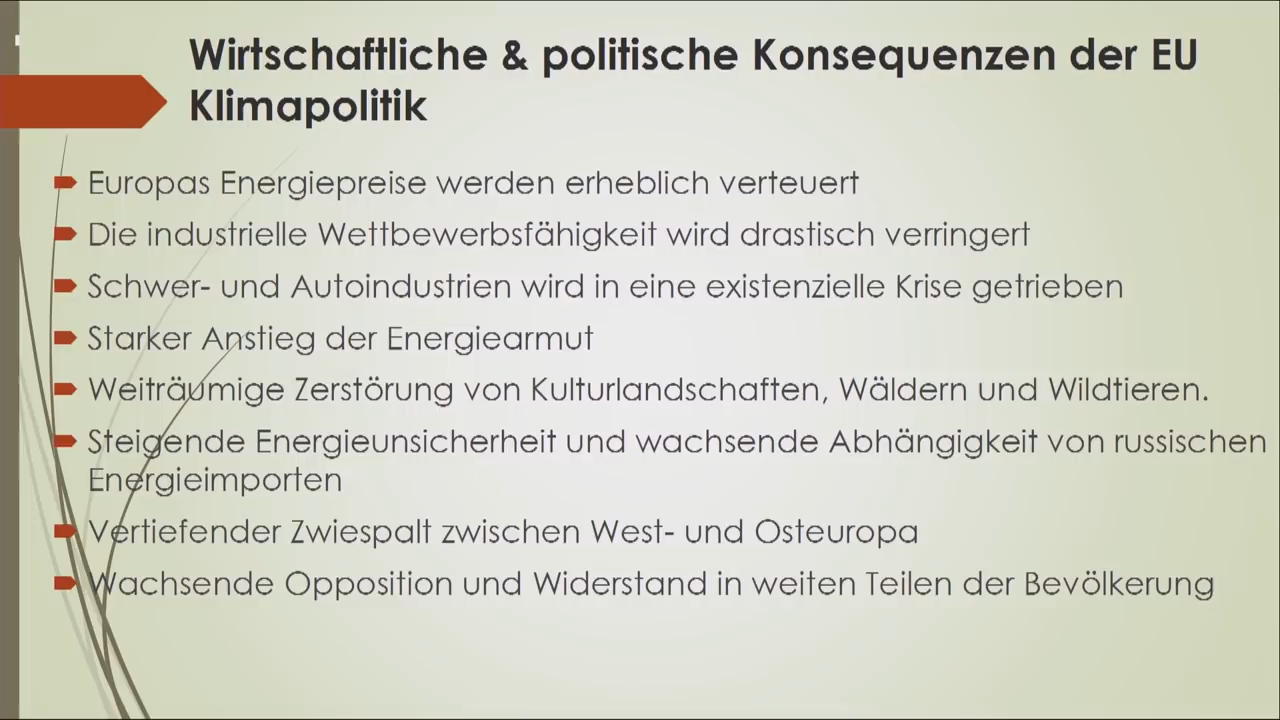 Wirtschaftliche & politische Konsequenzen der EU
Klimapolitik
Europas Energiepreise werden erheblich verteuert
Die industrielle Wettbewerbsfähigkeit wird drastisch verringert
Schwer- und Autoindustrien wird in eine existenzielle Krise getrieben
Starker Anstieg der Energiearmut
Weiträumige Zerstörung von Kulturlandschaften, Wäldern und Wildtieren.
Steigende Energieunsicherheit und wachsende Abhängigkeit von russischen
Energieimporten
Vertiefender Zwiespalt zwischen West- und Osteuropa
Wachsende Opposition und Widerstand in weiten Teilen der Bevölkerung